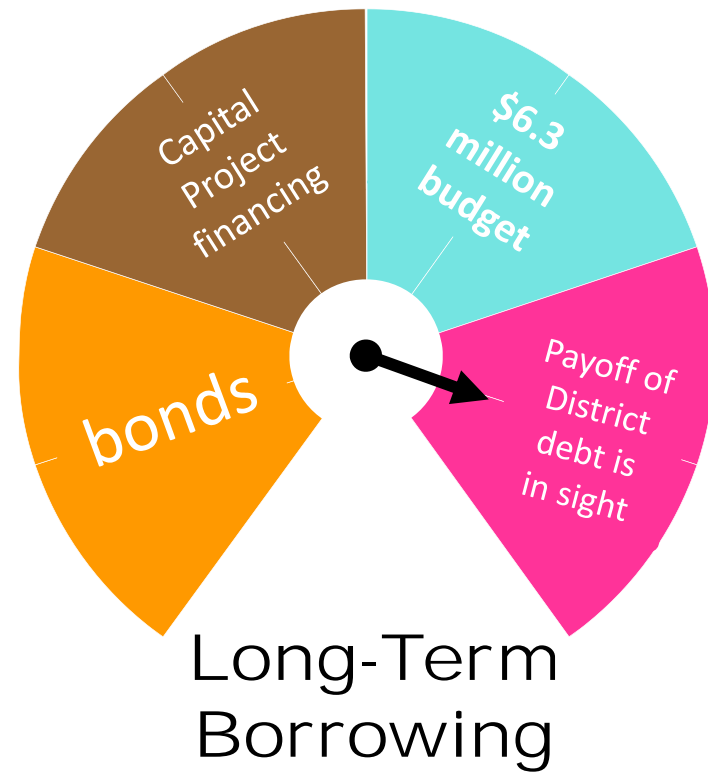 Capital
Project
financing
$6.3
million
budget
bonds
Payoff of
District
debt is
in sight
Long-Term
Borrowing